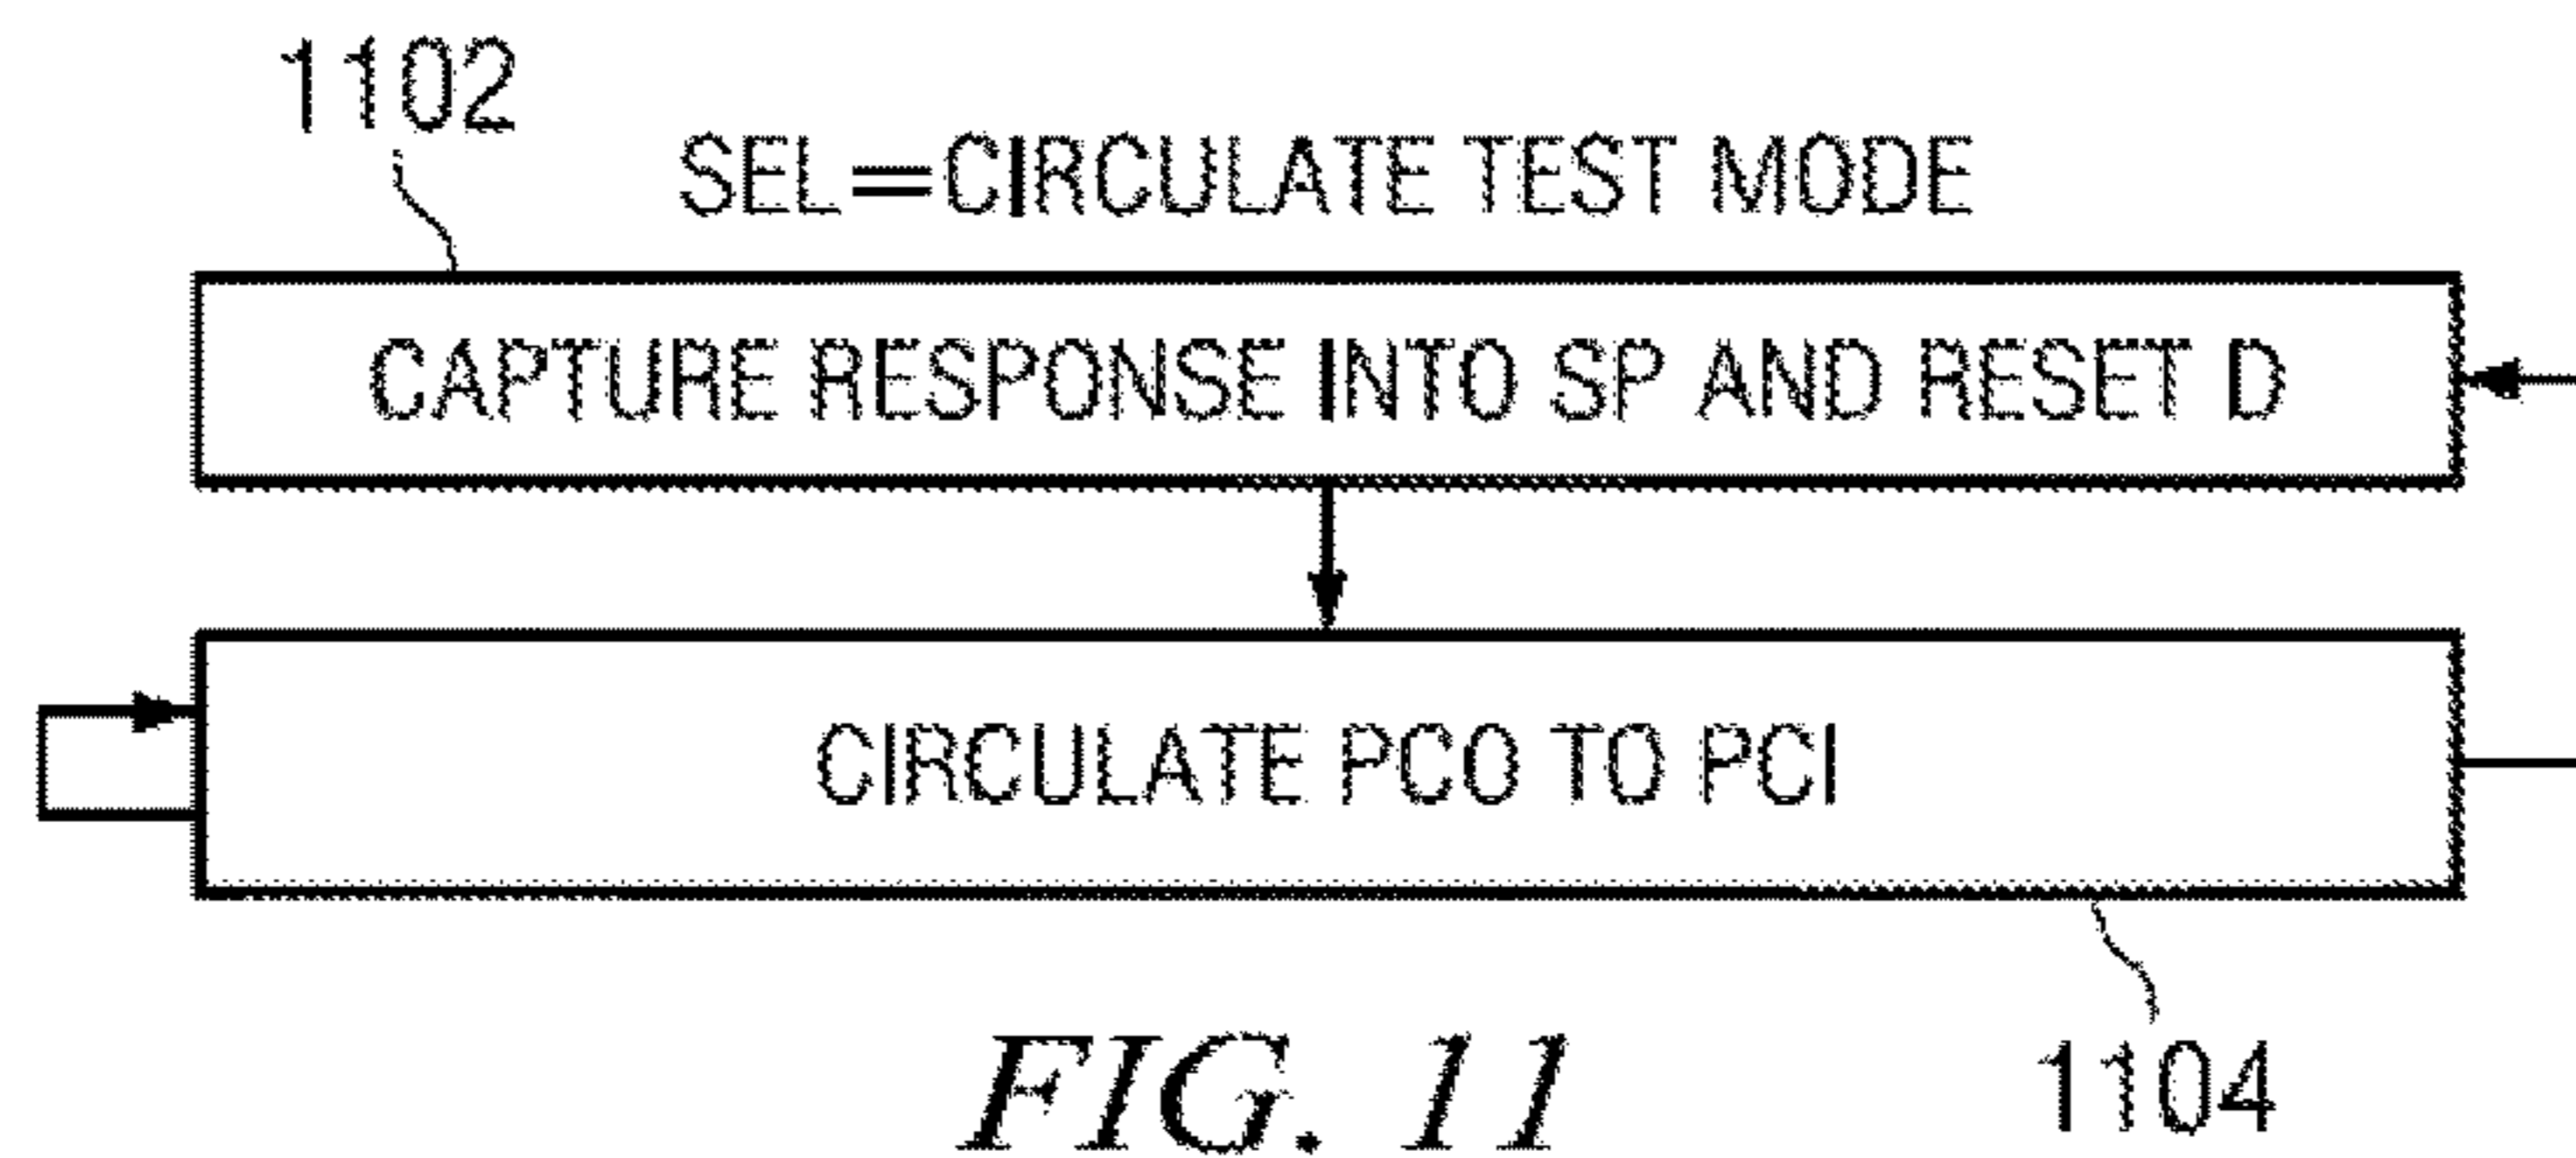 1102
SEL=CIRCULATE TEST MODE
CAPTURE RESPONSE INTO SP AND RESET D
CIRCULATE PCO TO PCI
1104
FIG. 11